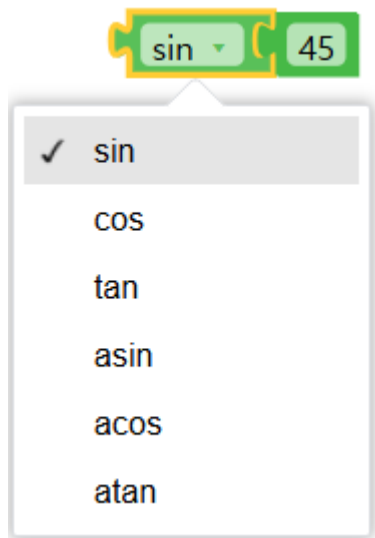 sin 45
sin
cos
tan
asin
acos
atan